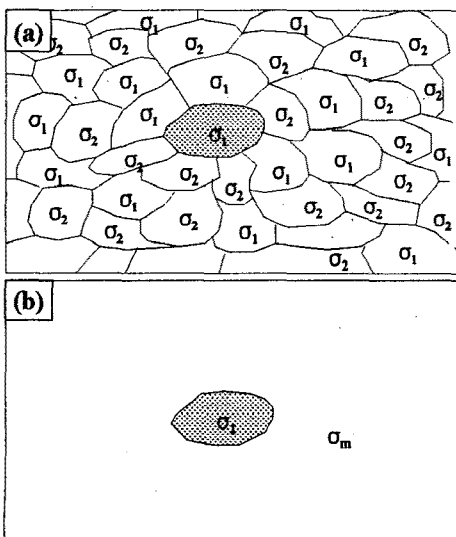 (a)
σ₁ σ₁
σ₂ σ₂ σ₂ σ₂
σ₂ σ₁
σ₁ σ₁ σ₁ σ₁ σ₂ σ₂
σ₁ σ₁ σ₂
σ₂ σ₁ σ₂
σ₂ σ₁ σ₁
σ₁ σ₂ σ₂ σ₁ σ₂
σ₂ σ₁ σ₂ σ₂ σ₂ σ₂
σ₂ σ₁
σ₂ σ₁
(b)
σ₁
σₘ